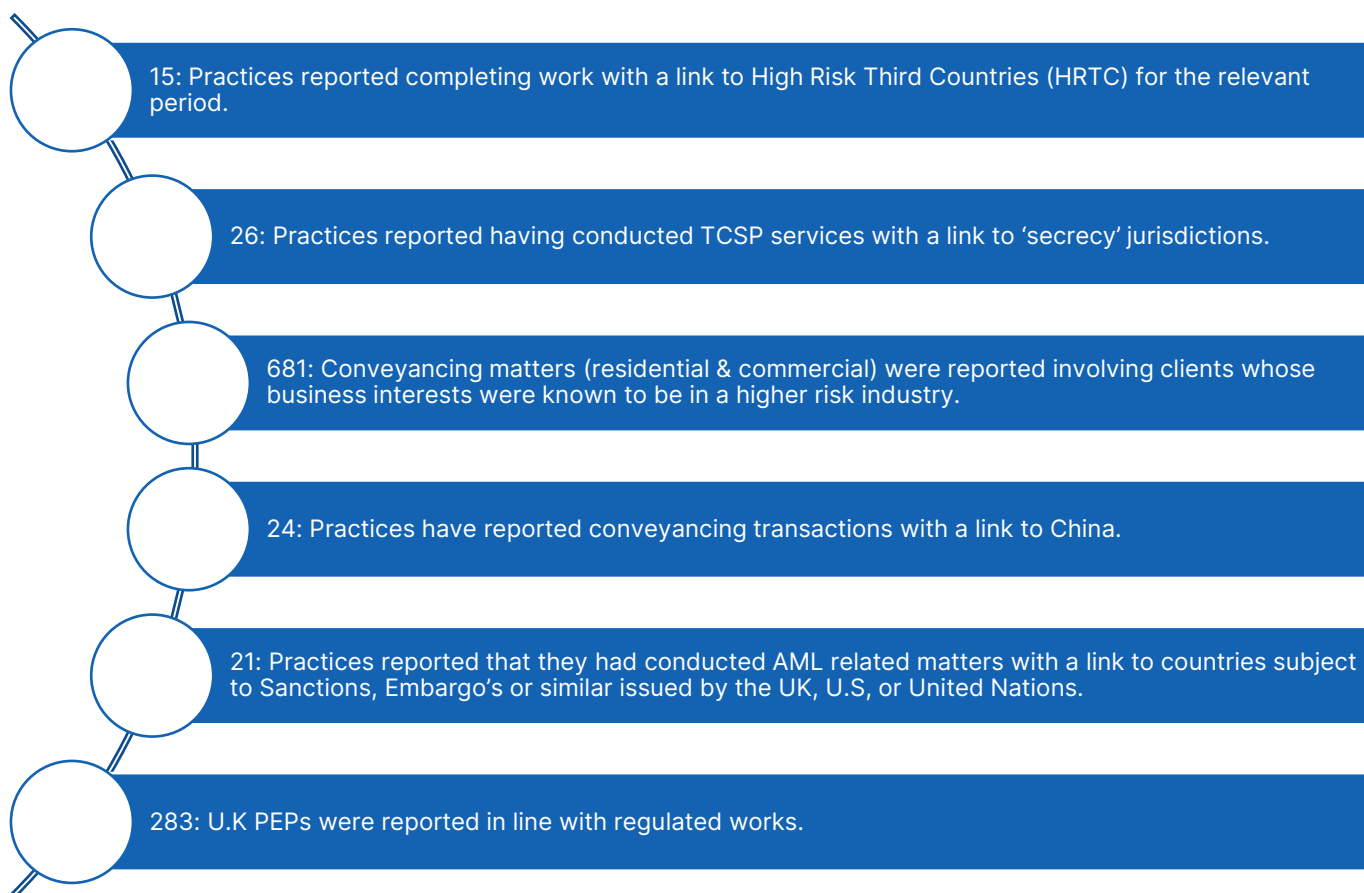 15: Practices reported completing work with a link to High Risk Third Countries (HRTC) for the relevant
period.
26: Practices reported having conducted TCSP services with a link to ‘secrecy’ jurisdictions.
681: Conveyancing matters (residential & commercial) were reported involving clients whose
business interests were known to be in a higher risk industry.
24: Practices have reported conveyancing transactions with a link to China.
21: Practices reported that they had conducted AML related matters with a link to countries subject
to Sanctions, Embargo’s or similar issued by the UK, U.S, or United Nations.
283: U.K PEPs were reported in line with regulated works.